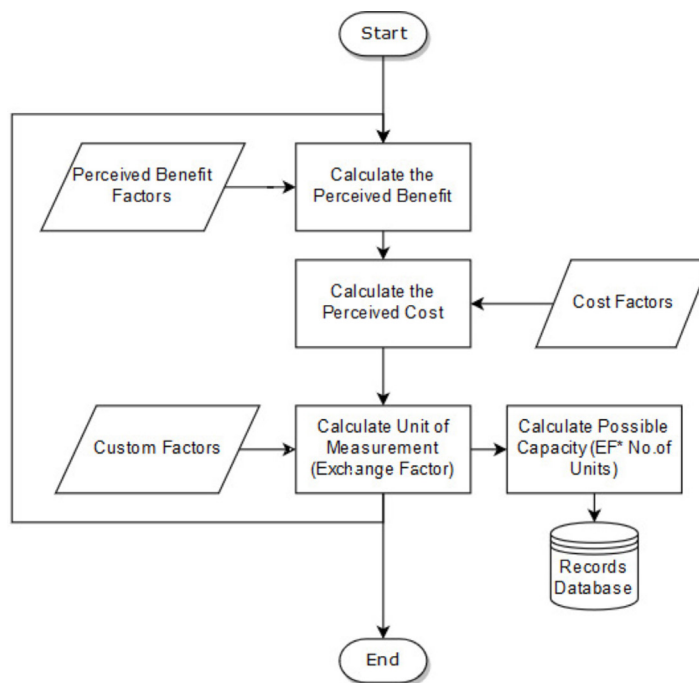 Start
Perceived Benefit
Factors
Calculate the
Perceived Benefit
Calculate the
Perceived Cost
Cost Factors
Custom Factors
Calculate Unit of
Measurement
(Exchange Factor)
Calculate Possible
Capacity (EF* No.of
Units)
Records
Database
End